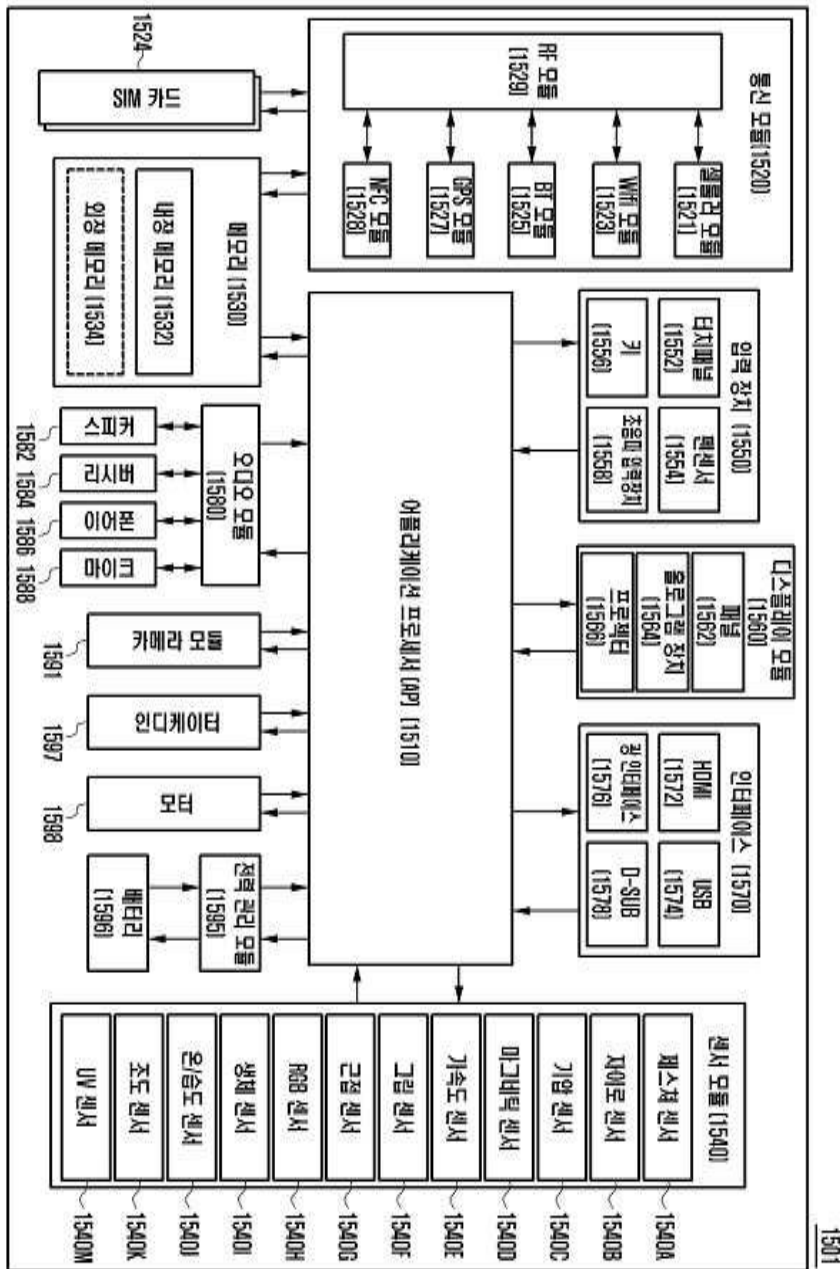 1501
통신 모듈(1520)
셀룰러 모듈
(1521)
Wifi 모듈
(1523)
BT 모듈
(1525)
GPS 모듈
(1527)
NFC 모듈
(1528)
RF 모듈
(1529)
SIM 카드
1524
메모리 (1530)
내장 메모리 (1532)
외장 메모리 (1534)
입력 장치 (1550)
터치패널
(1552)
펜센서
(1554)
키
(1556)
초음파 입력장치
(1558)
디스플레이 모듈
(1560)
패널
(1562)
홀로그램 장치
(1564)
프로젝터
(1566)
인터페이스 (1570)
HDMI
(1572)
USB
(1574)
광 인터페이스
(1576)
D-SUB
(1578)
어플리케이션 프로세서 (AP) (1510)
오디오 모듈
(1580)
스피커
1582
리시버
1584
이어폰
1586
마이크
1588
카메라 모듈
1591
인디케이터
1597
모터
1598
전력 관리 모듈
(1595)
배터리
(1596)
센서 모듈 (1540)
제스쳐 센서
1540A
자이로 센서
1540B
기압 센서
1540C
마그네틱 센서
1540D
가속도 센서
1540E
그립 센서
1540F
근접 센서
1540G
RGB 센서
1540H
생체 센서
1540I
온/습도 센서
1540J
조도 센서
1540K
UV 센서
1540M